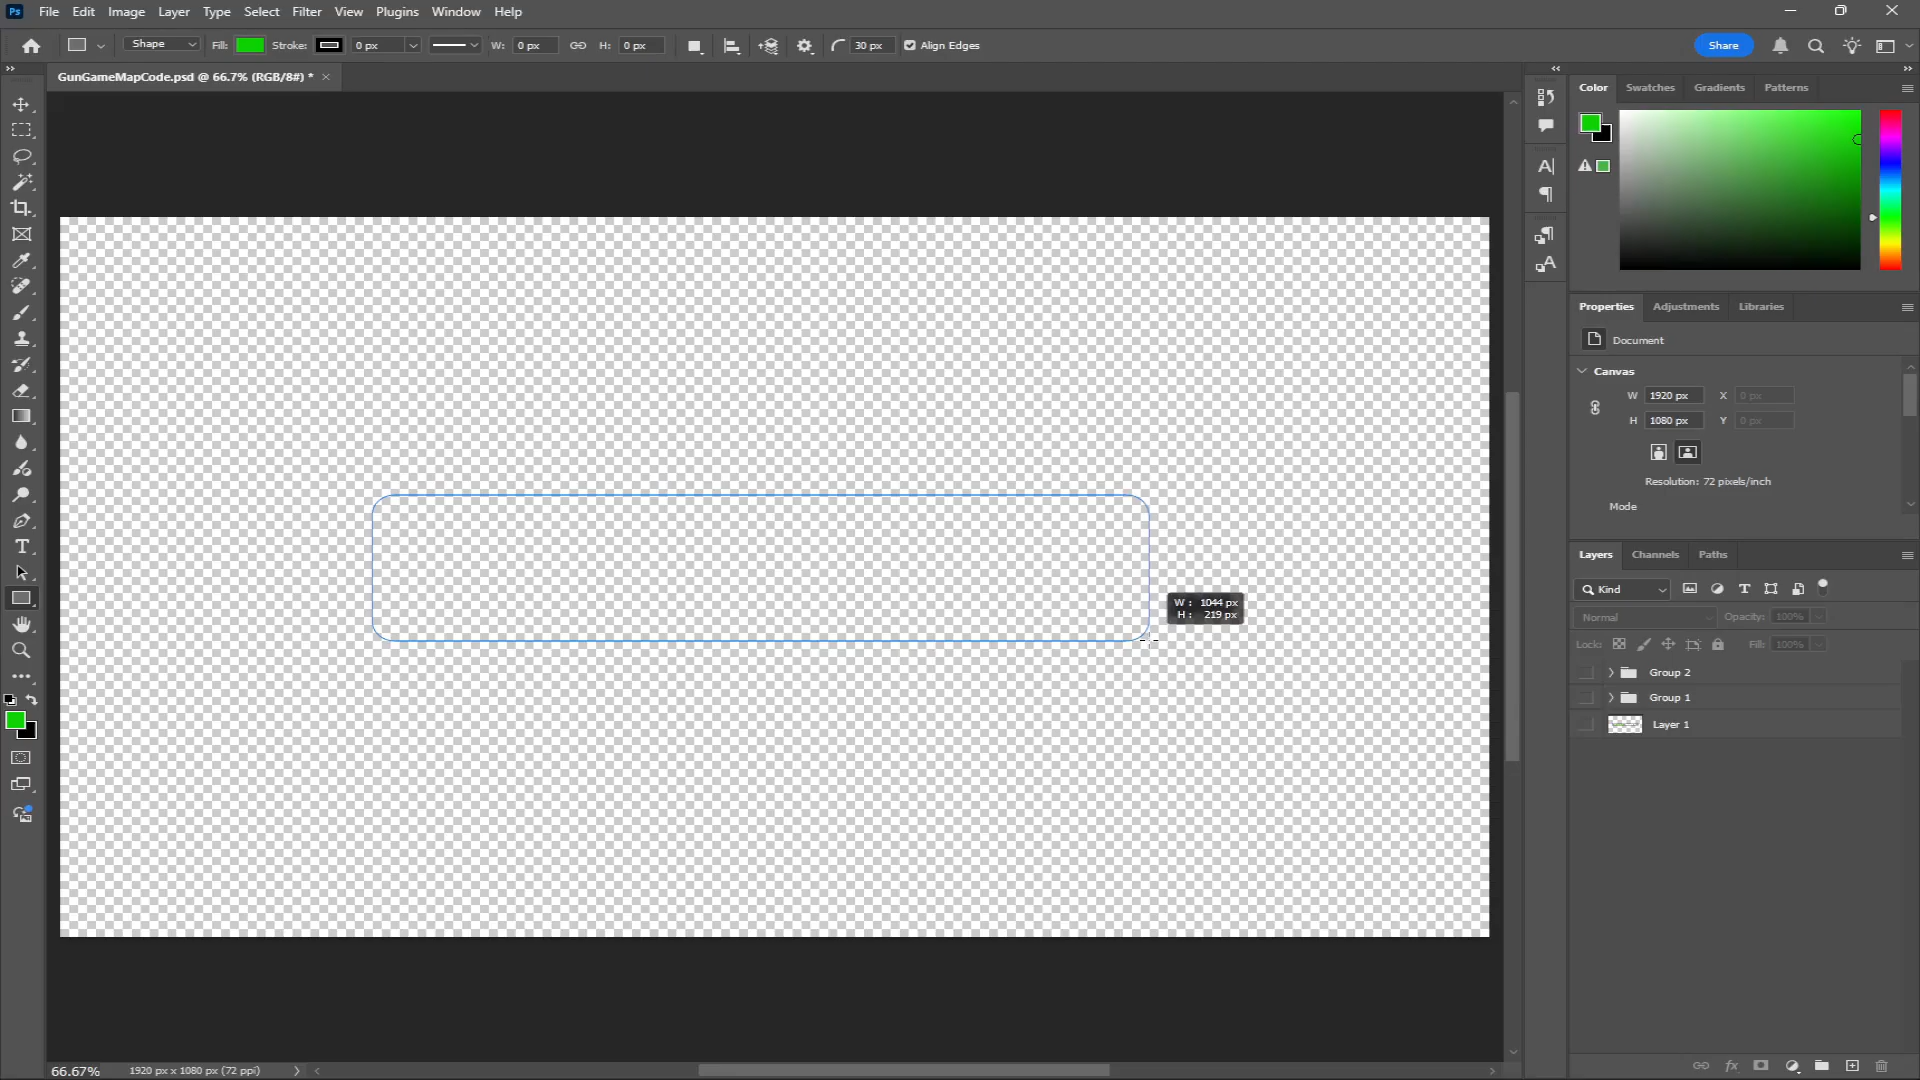 Ps File Edit Image Layer Type Select Filter View Plugins Window Help
Shape Fill: Stroke: 0 px W: 0 px H: 0 px 30 px Align Edges Share
GunGameMapCode.psd @ 66.7% (RGB/8#) * ×
Color Swatches Gradients Patterns
Properties Adjustments Libraries
Document
Canvas
W 1920 px X 0 px
H 1080 px Y 0 px
Resolution: 72 pixels/inch
Mode
W : 1044 px
H : 219 px
Layers Channels Paths
Kind
Normal Opacity: 100%
Lock: Fill: 100%
Group 2
Group 1
Layer 1
66.67% 1920 px x 1080 px (72 ppi)